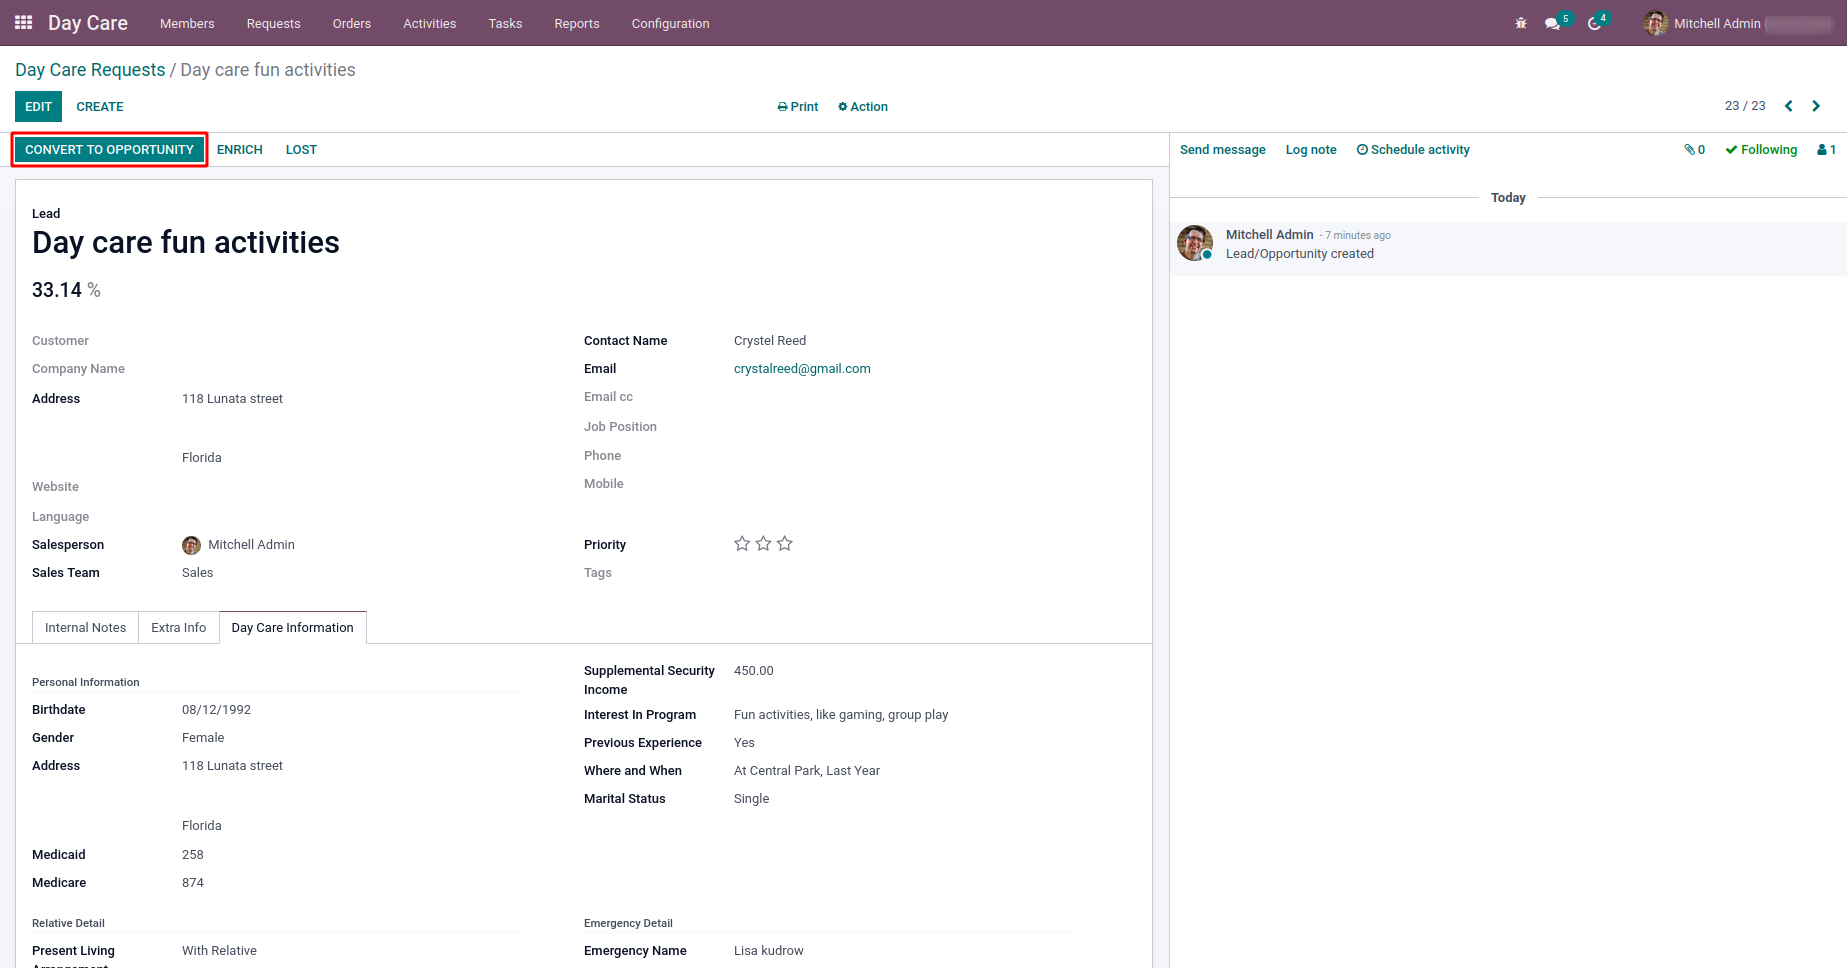 Day Care Members Requests Orders Activities Tasks Reports Configuration 5 4 Mitchell Admin (
Day Care Requests / Day care fun activities
EDIT CREATE Print Action 23 / 23
CONVERT TO OPPORTUNITY ENRICH LOST Send message Log note Schedule activity 0 Following 1
Today
Mitchell Admin - 7 minutes ago
Lead/Opportunity created
Lead
Day care fun activities
33.14 %
Customer
Company Name
Address 118 Lunata street
Florida
Website
Language
Salesperson Mitchell Admin
Sales Team Sales
Contact Name Crystel Reed
Email crystalreed@gmail.com
Email cc
Job Position
Phone
Mobile
Priority
Tags
Internal Notes Extra Info Day Care Information
Personal Information
Birthdate 08/12/1992
Gender Female
Address 118 Lunata street
Florida
Medicaid 258
Medicare 874
Supplemental Security 450.00
Income
Interest In Program Fun activities, like gaming, group play
Previous Experience Yes
Where and When At Central Park, Last Year
Marital Status Single
Relative Detail
Present Living With Relative
Arrangement
Emergency Detail
Emergency Name Lisa kudrow